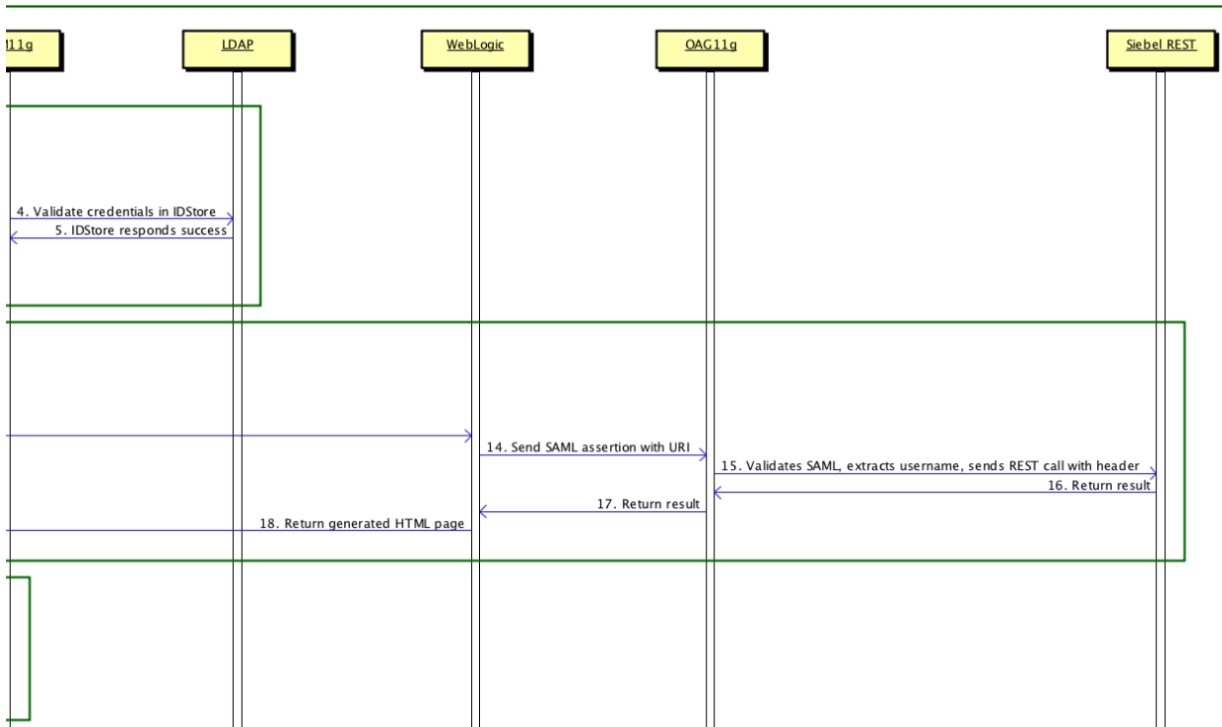 11g
LDAP
WebLogic
OAG11g
Siebel REST
4. Validate credentials in IDStore
5. IDStore responds success
14. Send SAML assertion with URI
15. Validates SAML, extracts username, sends REST call with header
16. Return result
17. Return result
18. Return generated HTML page